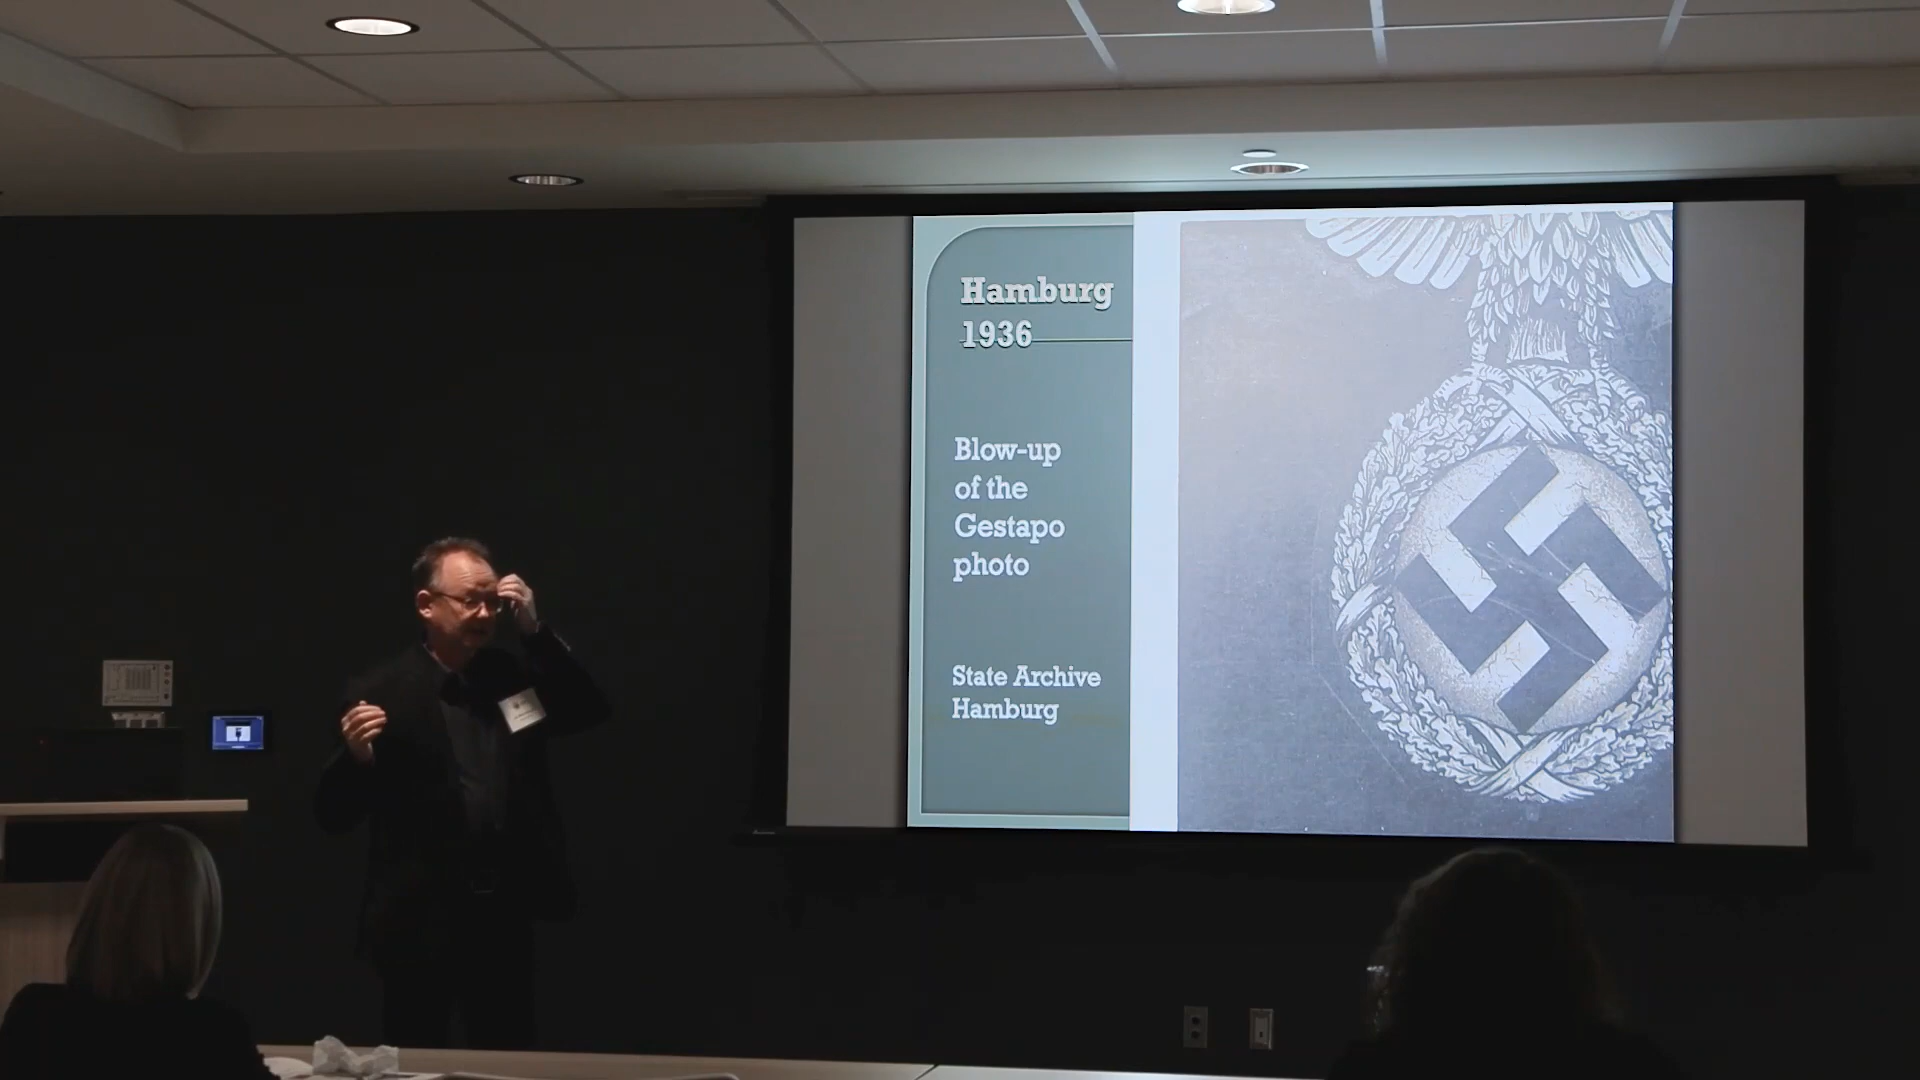 Hamburg
1936
Blow-up
of the
Gestapo
photo
State Archive
Hamburg